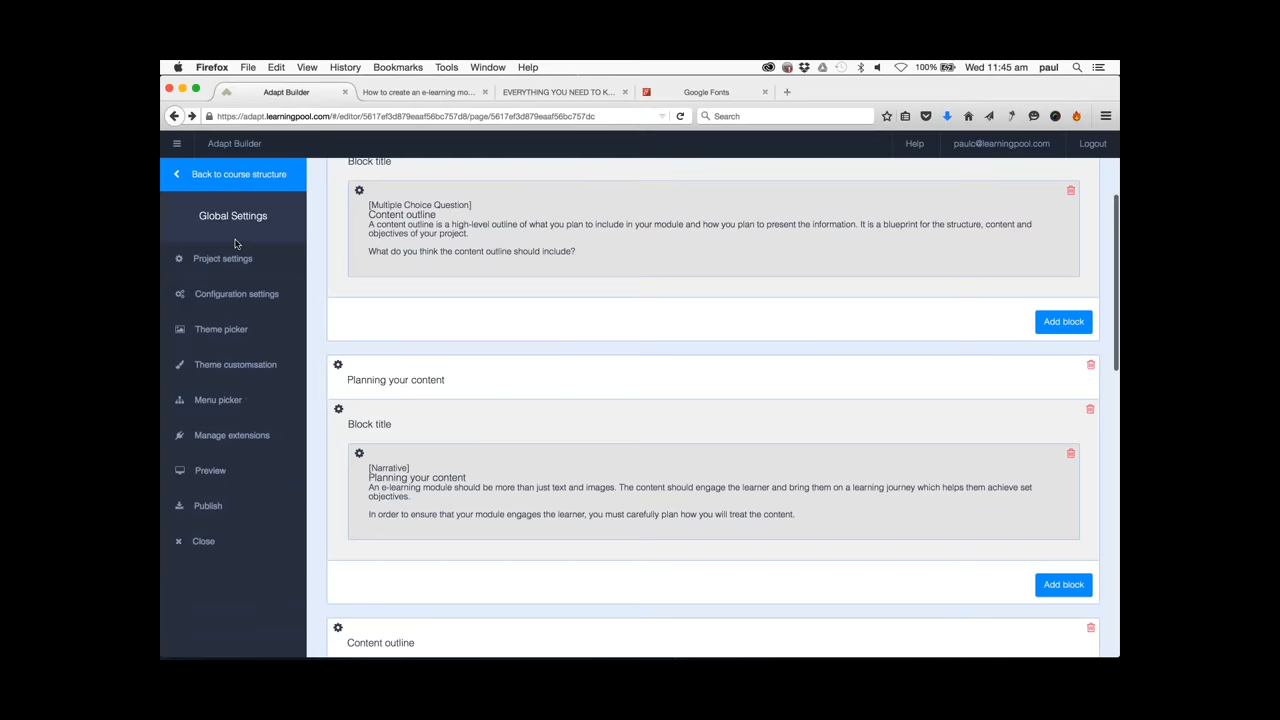 Firefox File Edit View History Bookmarks Tools Window Help 100% Wed 11:45 am paul
Adapt Builder How to create an e-learning mo... EVERYTHING YOU NEED TO K... Google Fonts
https://adapt.learningpool.com/#/editor/5617ef3d879eaaf56bc757d8/page/5617ef3d879eaaf56bc757dc Search
Adapt Builder Help paulc@learningpool.com Logout
Back to course structure
Global Settings
Project settings
Configuration settings
Theme picker
Theme customisation
Menu picker
Manage extensions
Preview
Publish
Close
Block title
[Multiple Choice Question]
Content outline
A content outline is a high-level outline of what you plan to include in your module and how you plan to present the information. It is a blueprint for the structure, content and
objectives of your project.
What do you think the content outline should include?
Add block
Planning your content
Block title
[Narrative]
Planning your content
An e-learning module should be more than just text and images. The content should engage the learner and bring them on a learning journey which helps them achieve set
objectives.
In order to ensure that your module engages the learner, you must carefully plan how you will treat the content.
Add block
Content outline